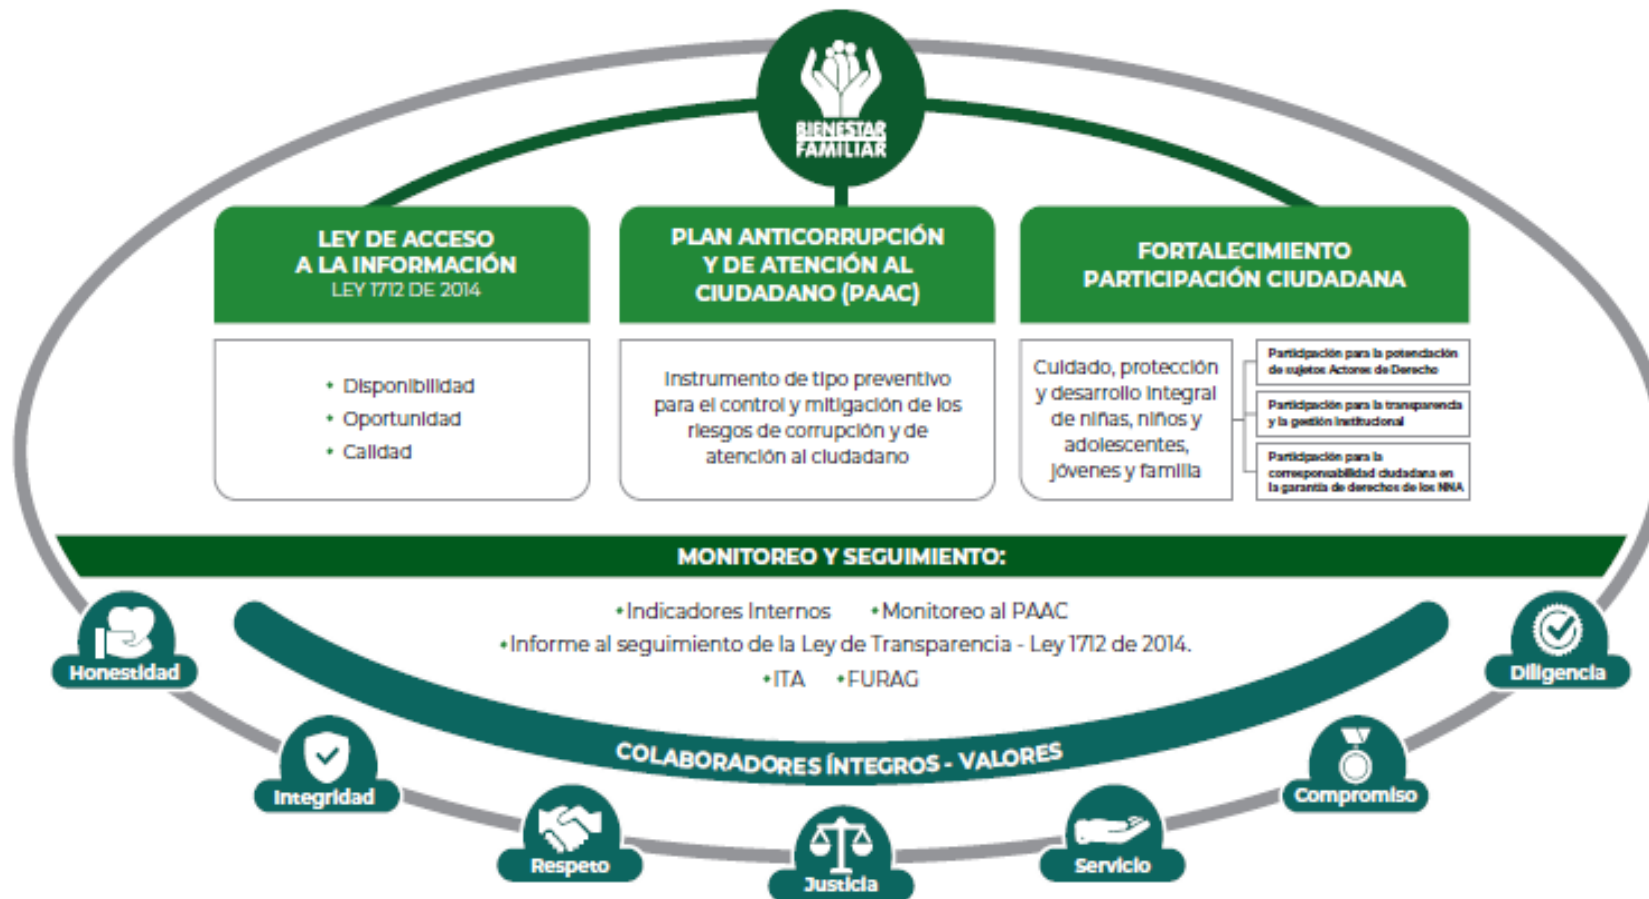 BIENESTAR
FAMILIAR
LEY DE ACCESO
A LA INFORMACIÓN
LEY 1712 DE 2014
• Disponibilidad
• Oportunidad
• Calidad
PLAN ANTICORRUPCIÓN
Y DE ATENCIÓN AL
CIUDADANO (PAAC)
Instrumento de tipo preventivo
para el control y mitigación de los
riesgos de corrupción y de
atención al ciudadano
FORTALECIMIENTO
PARTICIPACIÓN CIUDADANA
Cuidado, protección
y desarrollo integral
de niñas, niños y
adolescentes,
jóvenes y familia
Participación para la potenciación
de sujetos Actores de Derecho
Participación para la transparencia
y la gestión institucional
Participación para la
corresponsabilidad ciudadana en
la garantía de derechos de los NNA
MONITOREO Y SEGUIMIENTO:
• Indicadores Internos • Monitoreo al PAAC
• Informe al seguimiento de la Ley de Transparencia - Ley 1712 de 2014.
• ITA • FURAG
COLABORADORES ÍNTEGROS - VALORES
Honestidad
Integridad
Respeto
Justicia
Servicio
Compromiso
Diligencia